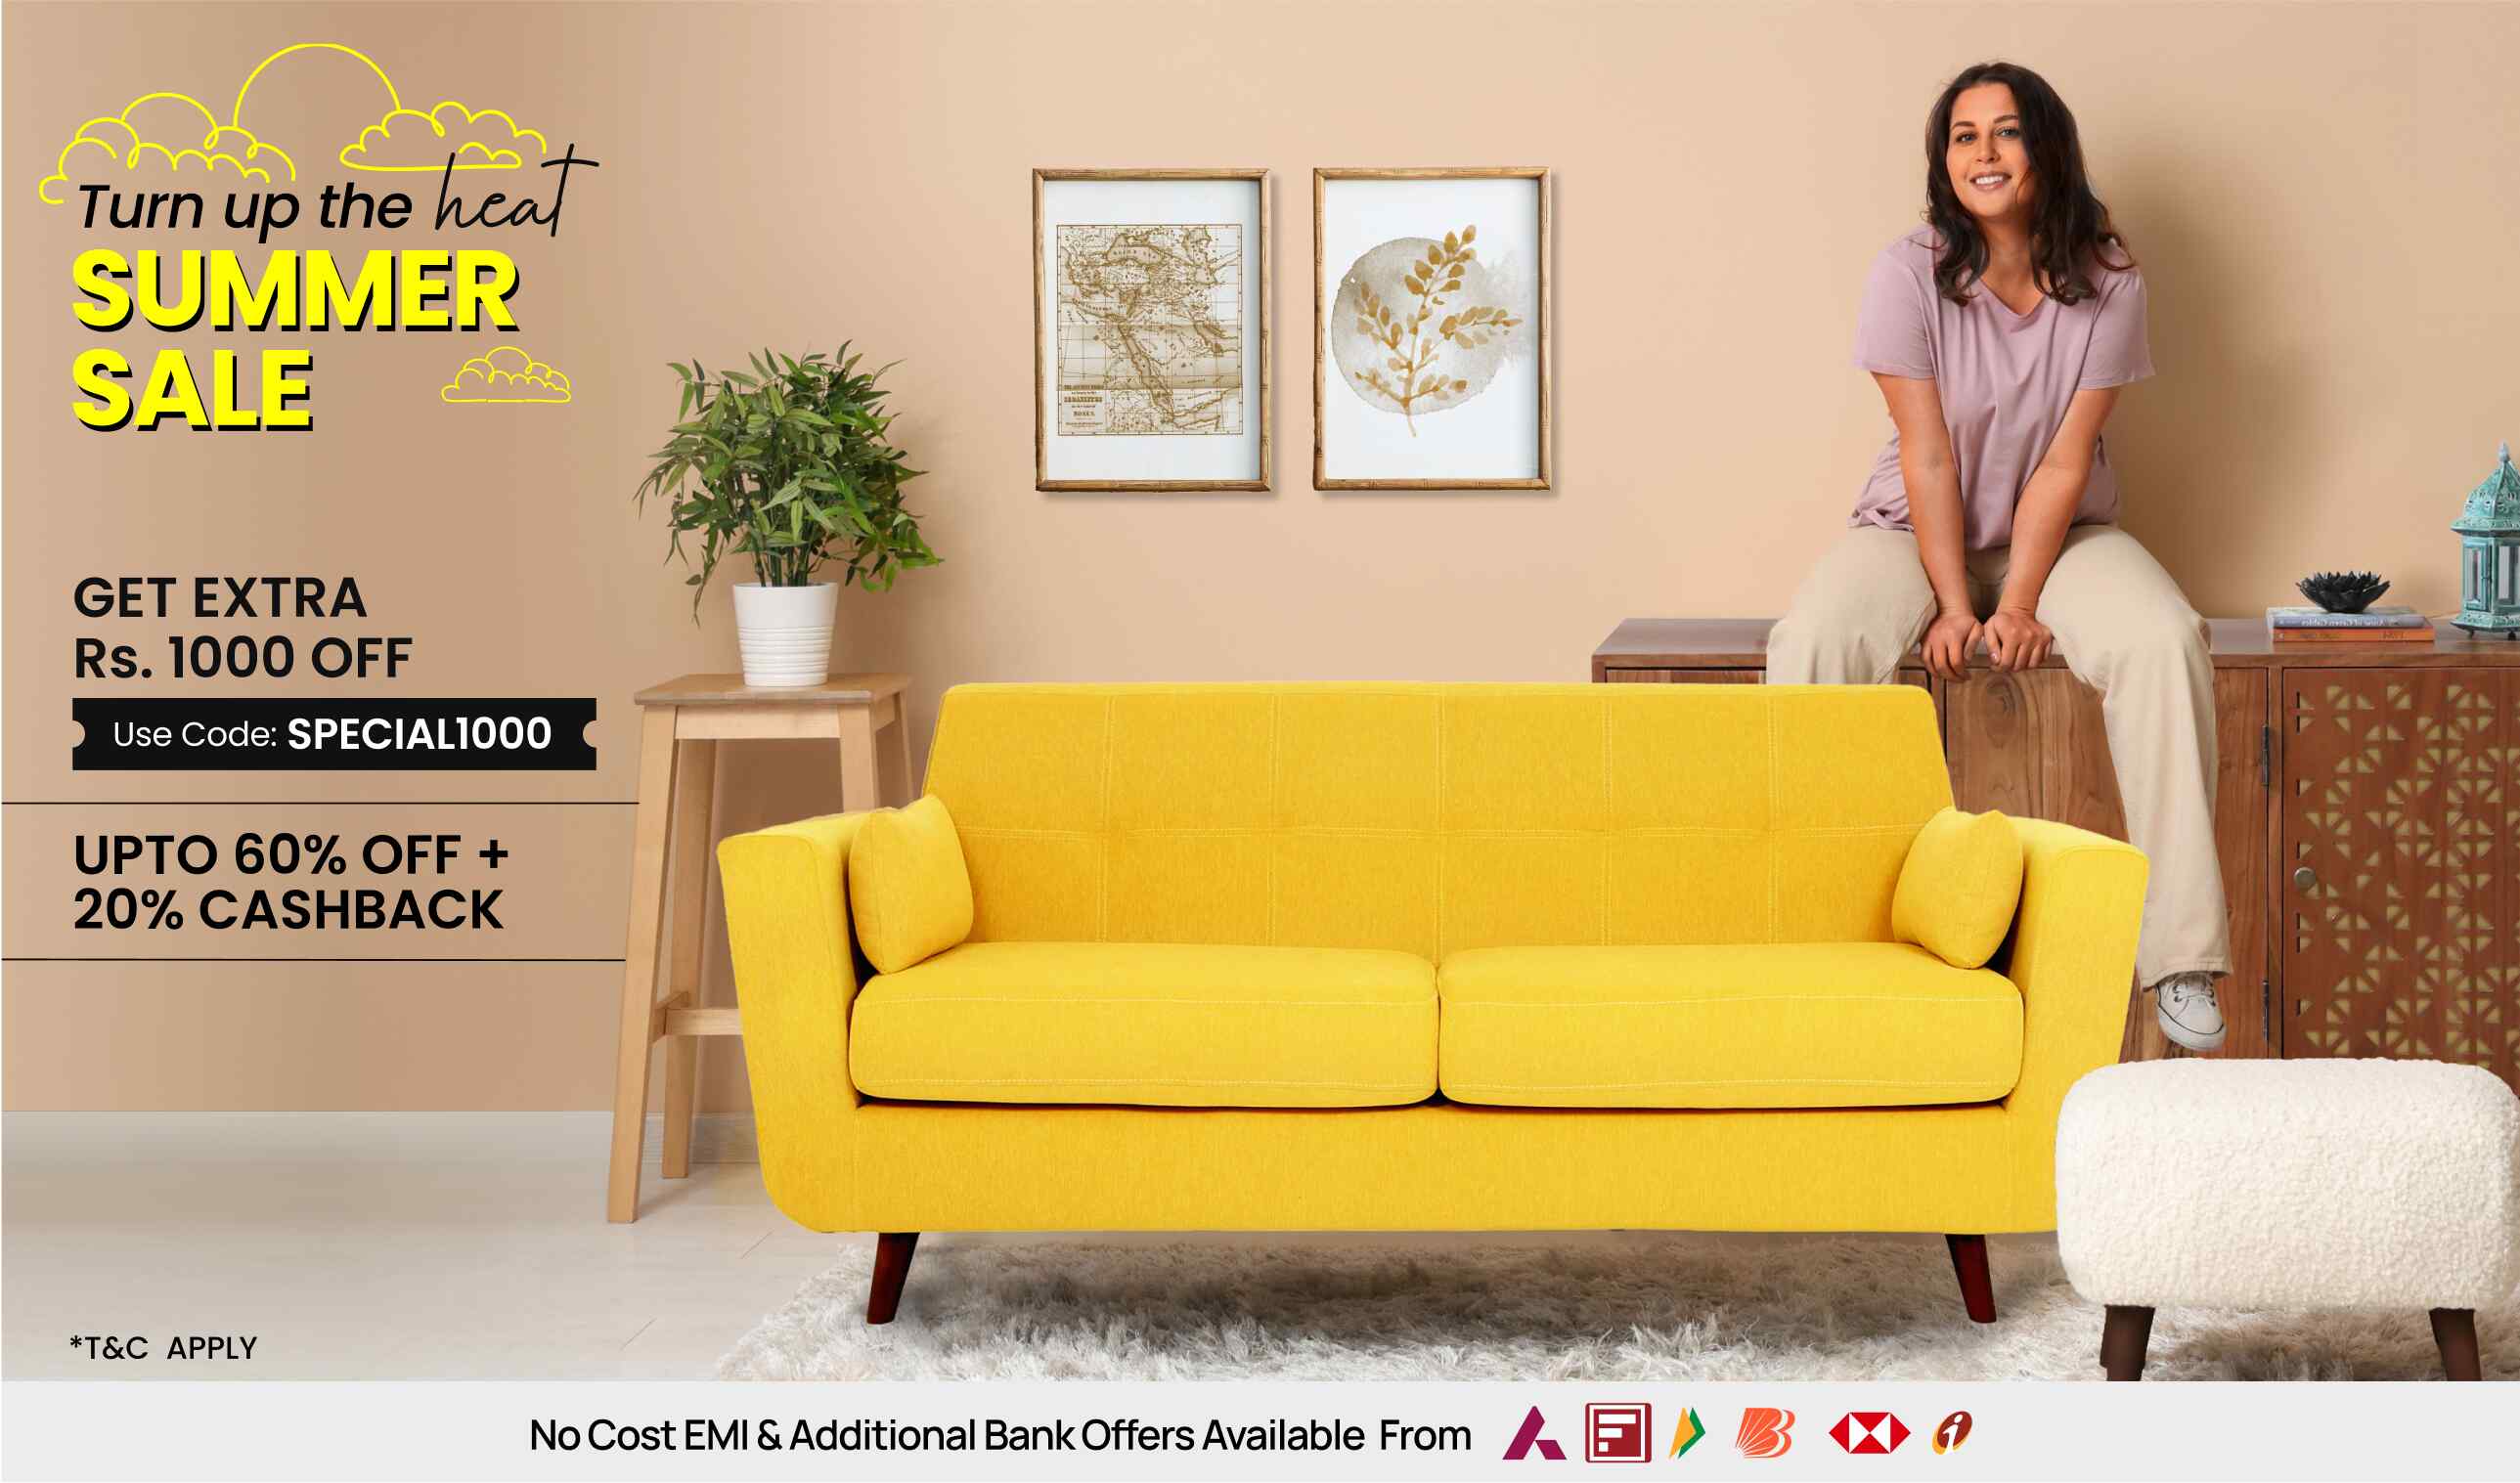 Turn up the heat
SUMMER
SALE
GET EXTRA
Rs. 1000 OFF
Use Code: SPECIAL1000
UPTO 60% OFF +
20% CASHBACK
*T&C APPLY
No Cost EMI & Additional Bank Offers Available From